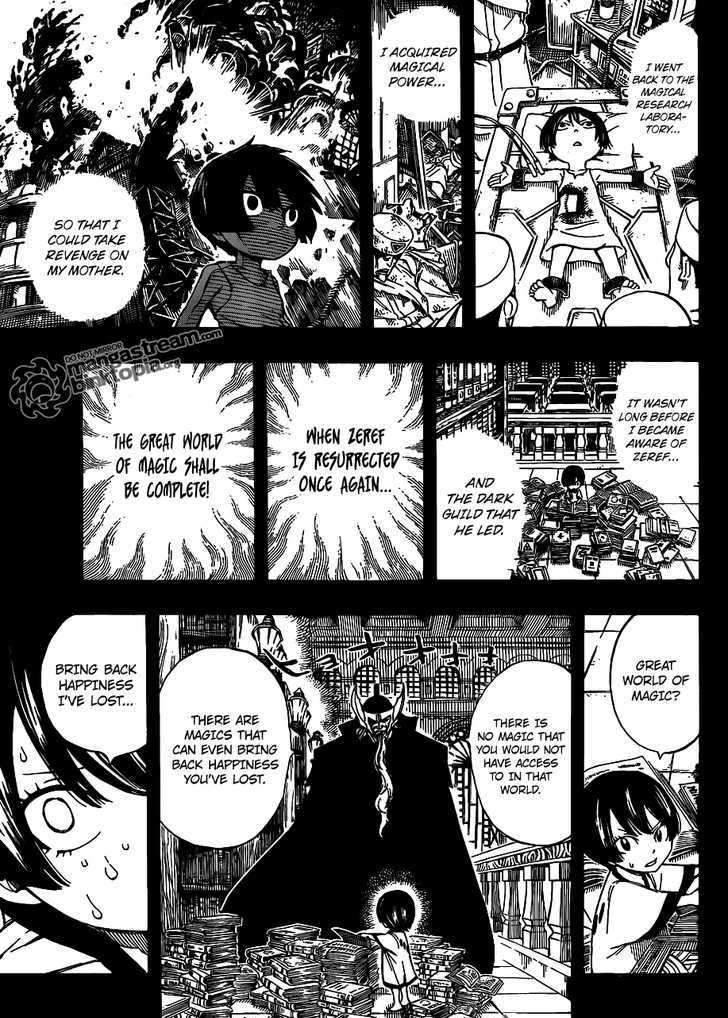 I WENT
BACK TO THE
MAGICAL
RESEARCH
LABORA-
TORY...
I ACQUIRED
MAGICAL
POWER...
SO THAT I
COULD TAKE
REVENGE ON
MY MOTHER.
DO NOT MIRROR
mangastream.com
binktopia.org
IT WASN'T
LONG BEFORE
I BECAME
AWARE OF
ZEREF...
AND
THE DARK
GUILD THAT
HE LED.
WHEN ZEREF
IS RESURRECTED
ONCE AGAIN...
THE GREAT WORLD
OF MAGIC SHALL
BE COMPLETE!
GREAT
WORLD OF
MAGIC?
THERE IS
NO MAGIC THAT
YOU WOULD NOT
HAVE ACCESS
TO IN THAT
WORLD.
THERE ARE
MAGICS THAT
CAN EVEN BRING
BACK HAPPINESS
YOU'VE LOST.
BRING BACK
HAPPINESS
I'VE LOST...